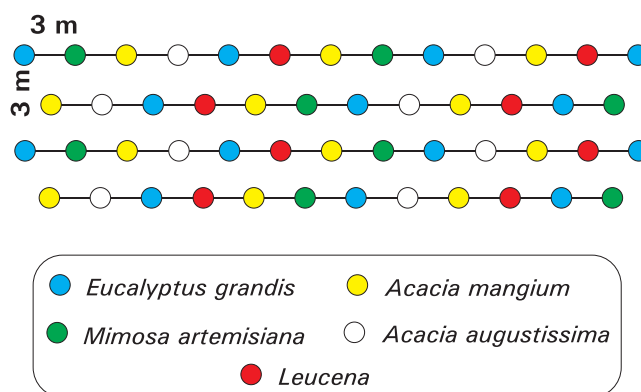 3 m
3 m
Eucalyptus grandis
Acacia mangium
Mimosa artemisiana
Acacia augustissima
Leucena